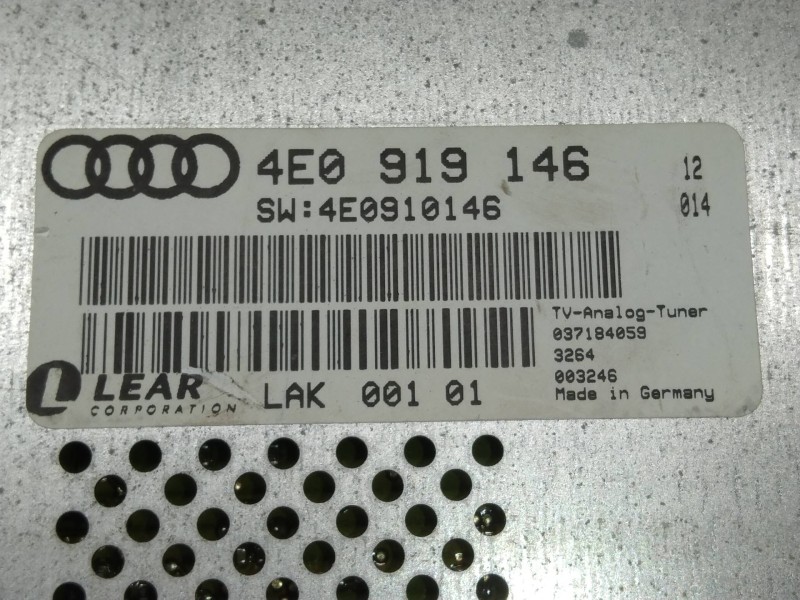 4E0 919 146 12
SW:4E0910146 014
TV-Analog-Tuner
037184059
3264
003246
Made in Germany
LEAR
CORPORATION
LAK 001 01